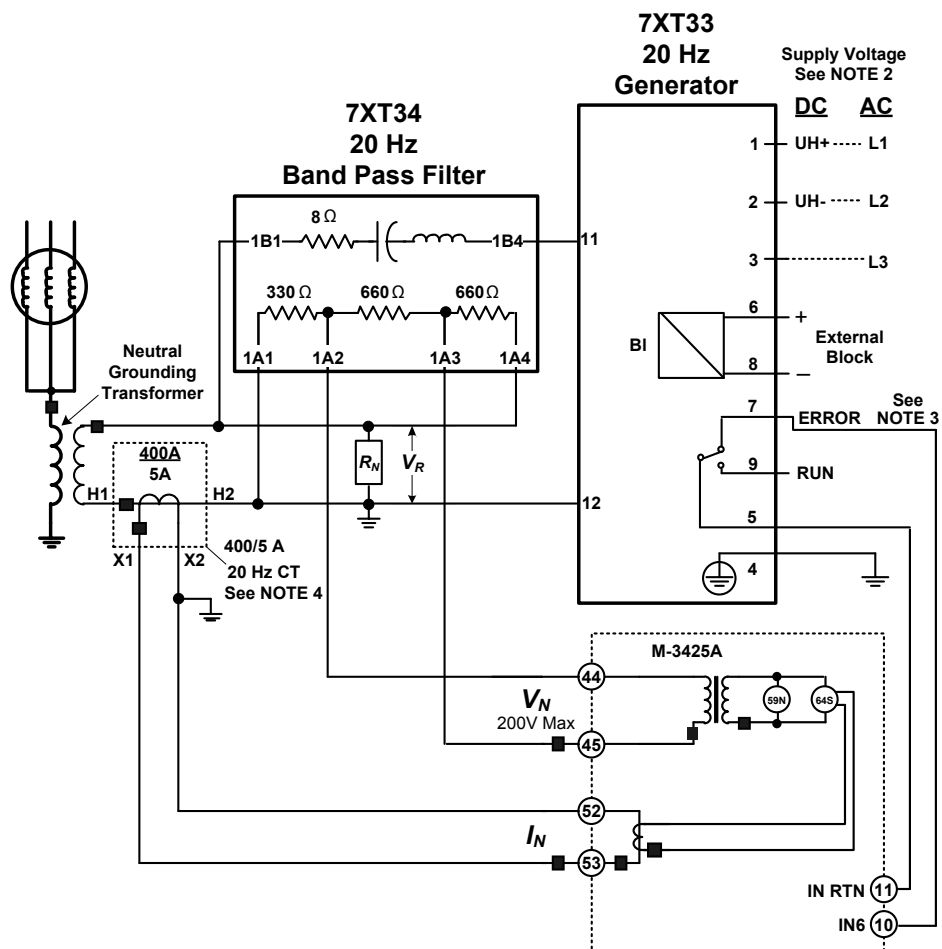 7XT33
20 Hz
Generator
Supply Voltage
See NOTE 2
DC AC
7XT34
20 Hz
Band Pass Filter
1 UH+ L1
2 UH- L2
3 L3
8 Ω
1B1 1B4 11
330 Ω 660 Ω 660 Ω
1A1 1A2 1A3 1A4
BI
6 +
External
Block
8 –
Neutral
Grounding
Transformer
7 ERROR
See
NOTE 3
9 RUN
5
4
400A
5A
H1 H2
RN VR
12
X1 X2
400/5 A
20 Hz CT
See NOTE 4
M-3425A
44
VN
200V Max
45
59N 64S
52
IN
53
IN RTN 11
IN6 10